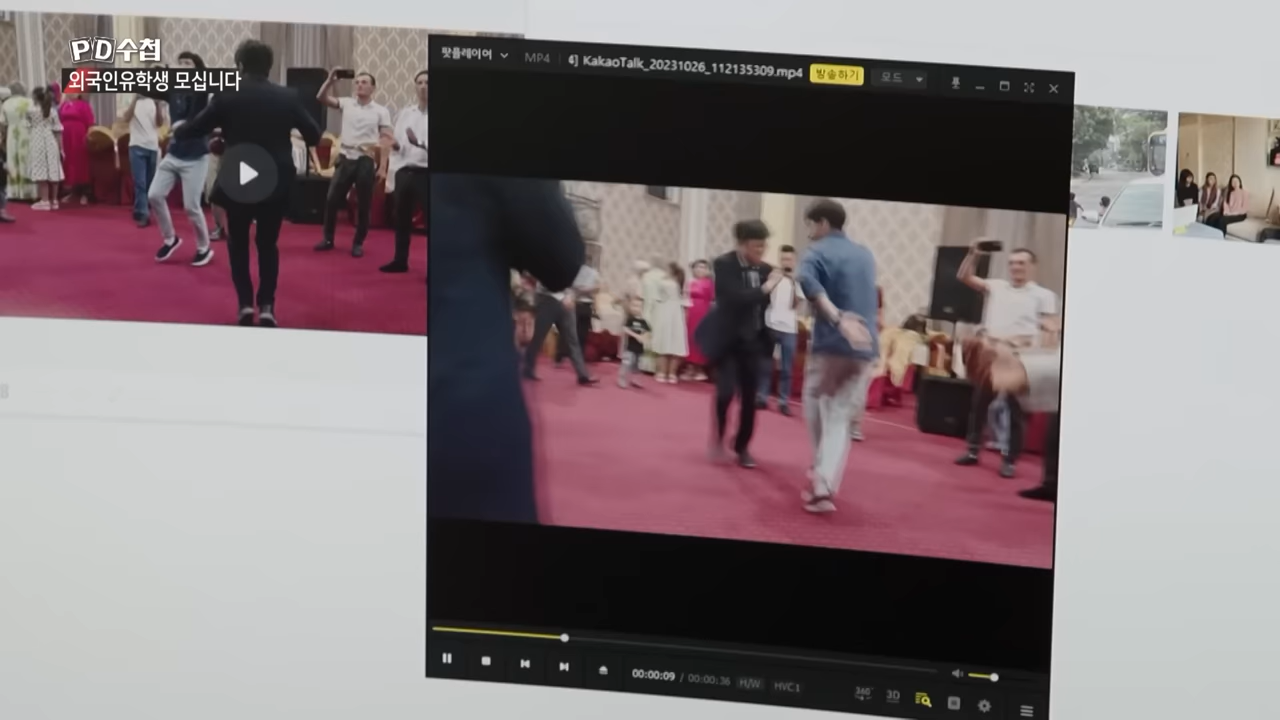 PD수첩
외국인유학생 모십니다
팟플레이어 MP4 4] KakaoTalk_20231026_112135309.mp4 방송하기 모드
00:00:09 / 00:00:36 H/W HVC1
360° 3D